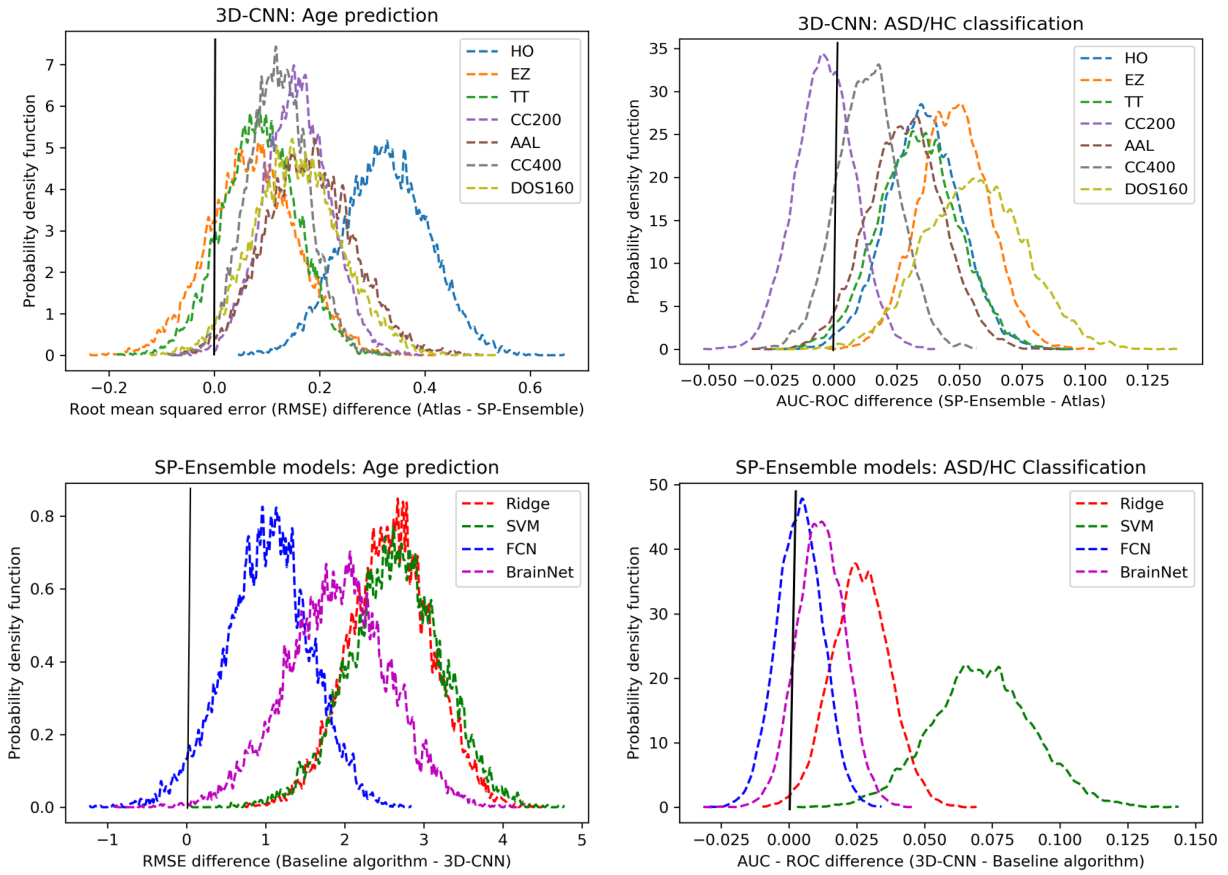 3D-CNN: Age prediction
Probability density function
7
6
5
4
3
2
1
0
−0.2 0.0 0.2 0.4 0.6
Root mean squared error (RMSE) difference (Atlas - SP-Ensemble)
HO
EZ
TT
CC200
AAL
CC400
DOS160
3D-CNN: ASD/HC classification
Probability density function
35
30
25
20
15
10
5
0
−0.050 −0.025 0.000 0.025 0.050 0.075 0.100 0.125
AUC-ROC difference (SP-Ensemble - Atlas)
HO
EZ
TT
CC200
AAL
CC400
DOS160
SP-Ensemble models: Age prediction
Probability density function
0.8
0.6
0.4
0.2
0.0
−1 0 1 2 3 4 5
RMSE difference (Baseline algorithm - 3D-CNN)
Ridge
SVM
FCN
BrainNet
SP-Ensemble models: ASD/HC Classification
Probability density function
50
40
30
20
10
0
−0.025 0.000 0.025 0.050 0.075 0.100 0.125 0.150
AUC - ROC difference (3D-CNN - Baseline algorithm)
Ridge
SVM
FCN
BrainNet